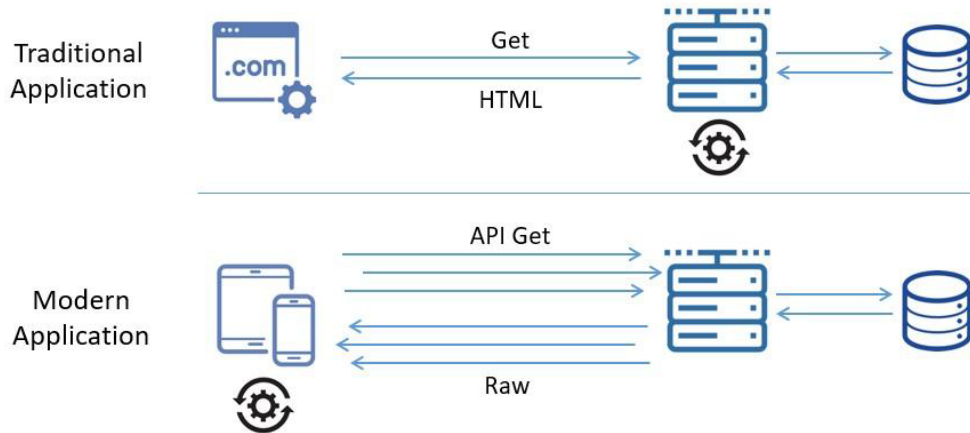 Traditional
Application
.com
Get
HTML
Modern
Application
API Get
Raw